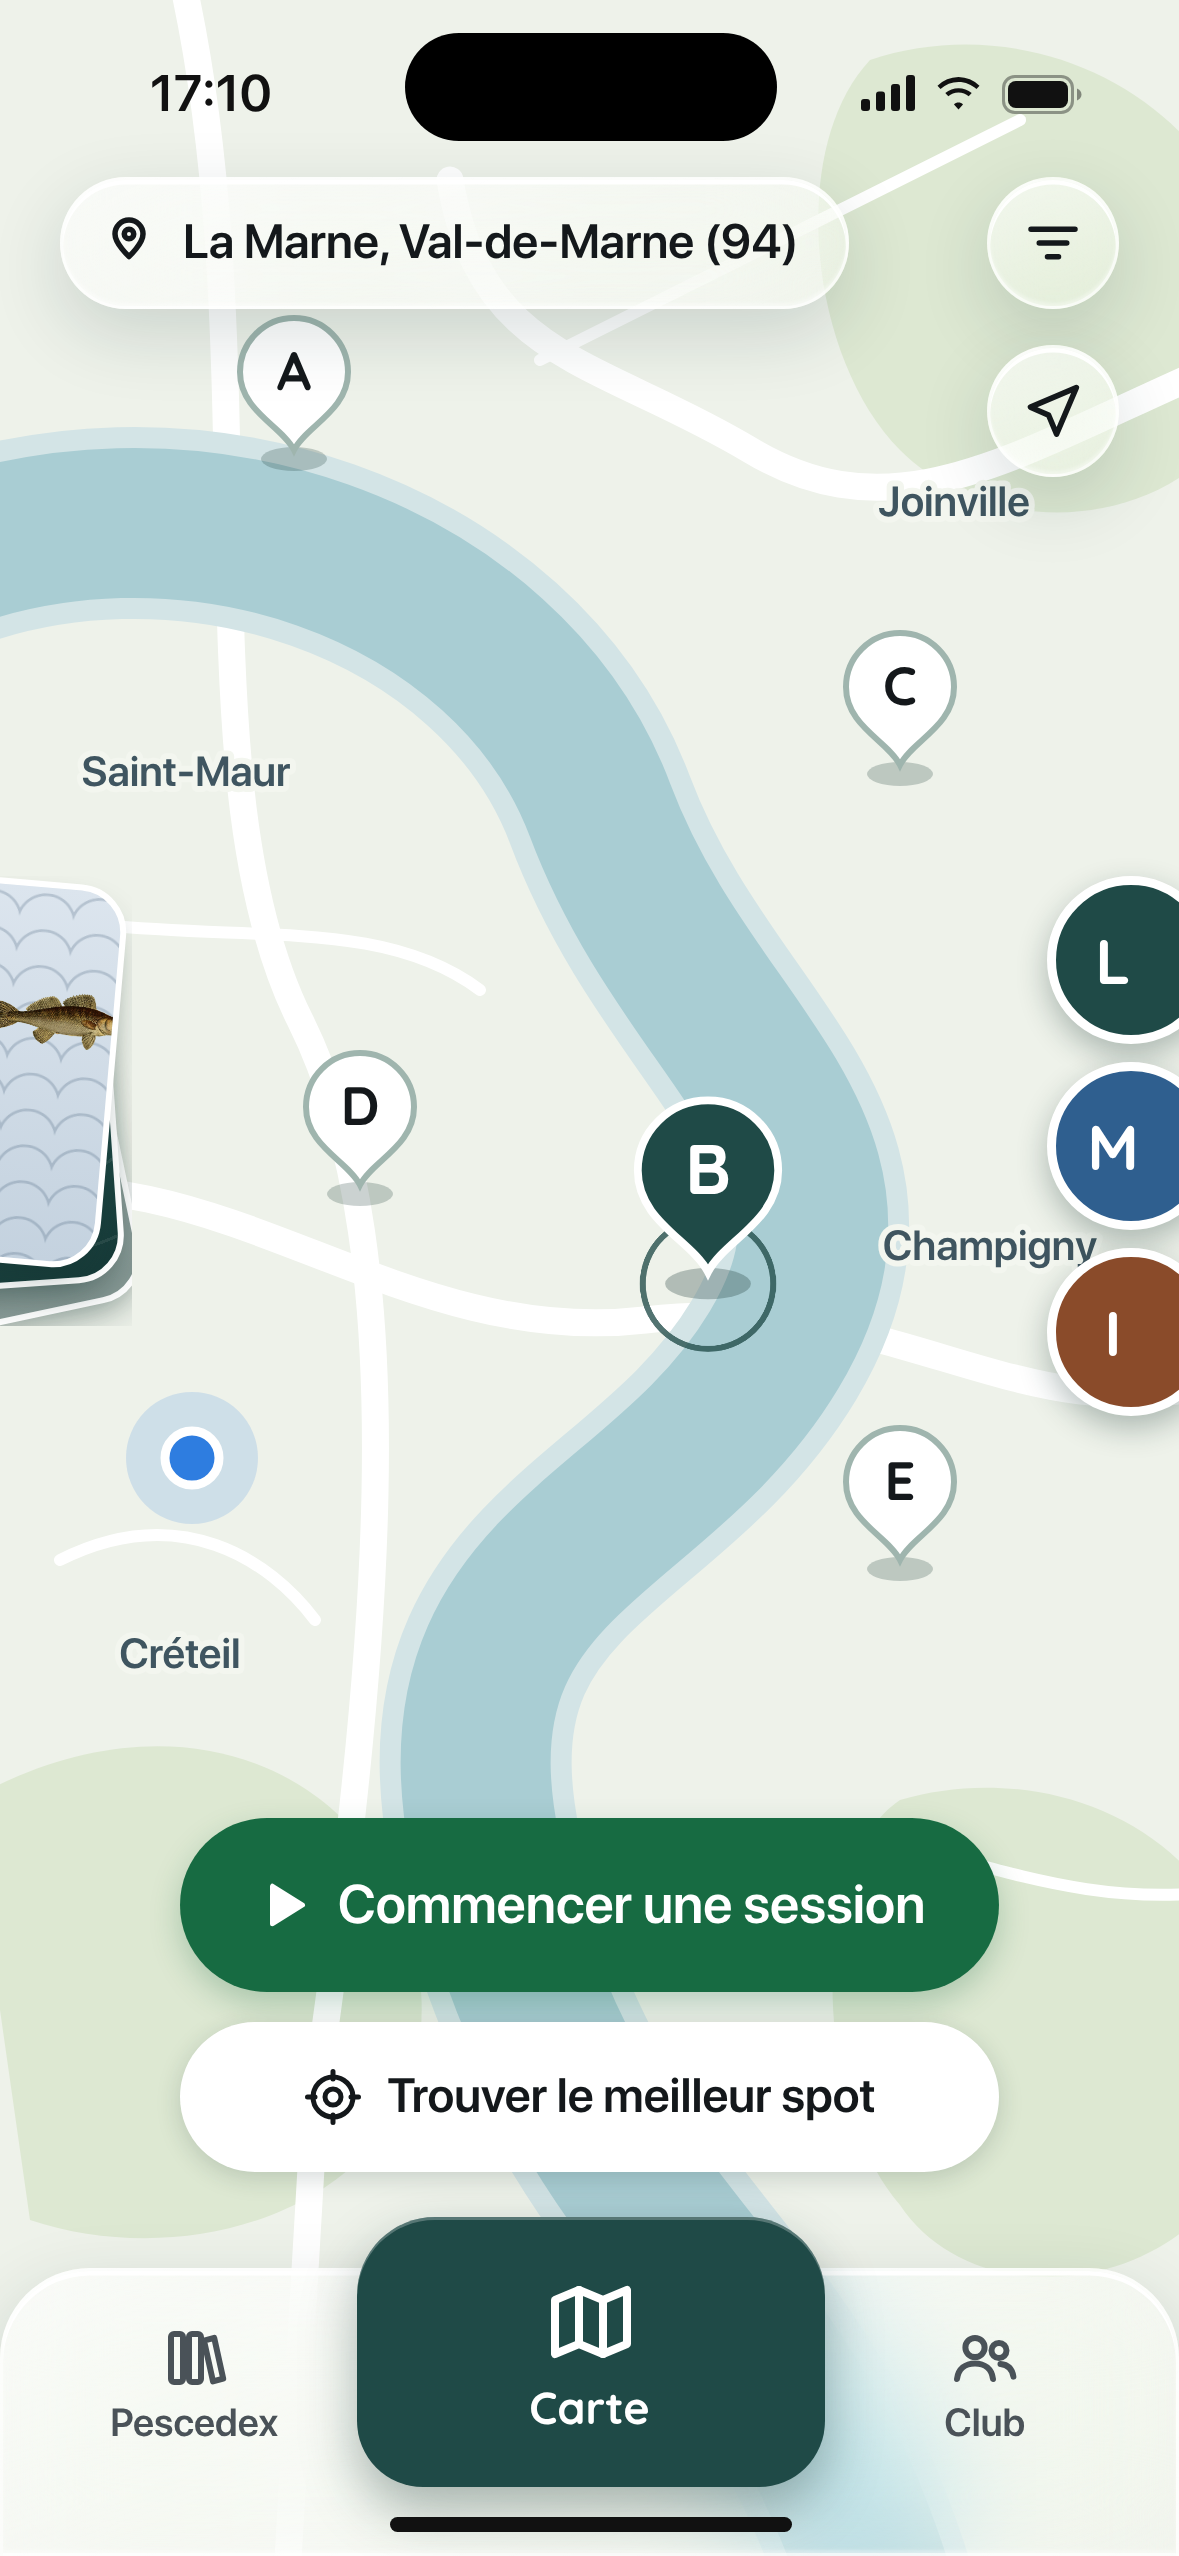 17:10
La Marne, Val-de-Marne (94)
A
Joinville
C
Saint-Maur
L
D
B
M
Champigny
I
E
Créteil
Commencer une session
Trouver le meilleur spot
Pescedex
Carte
Club